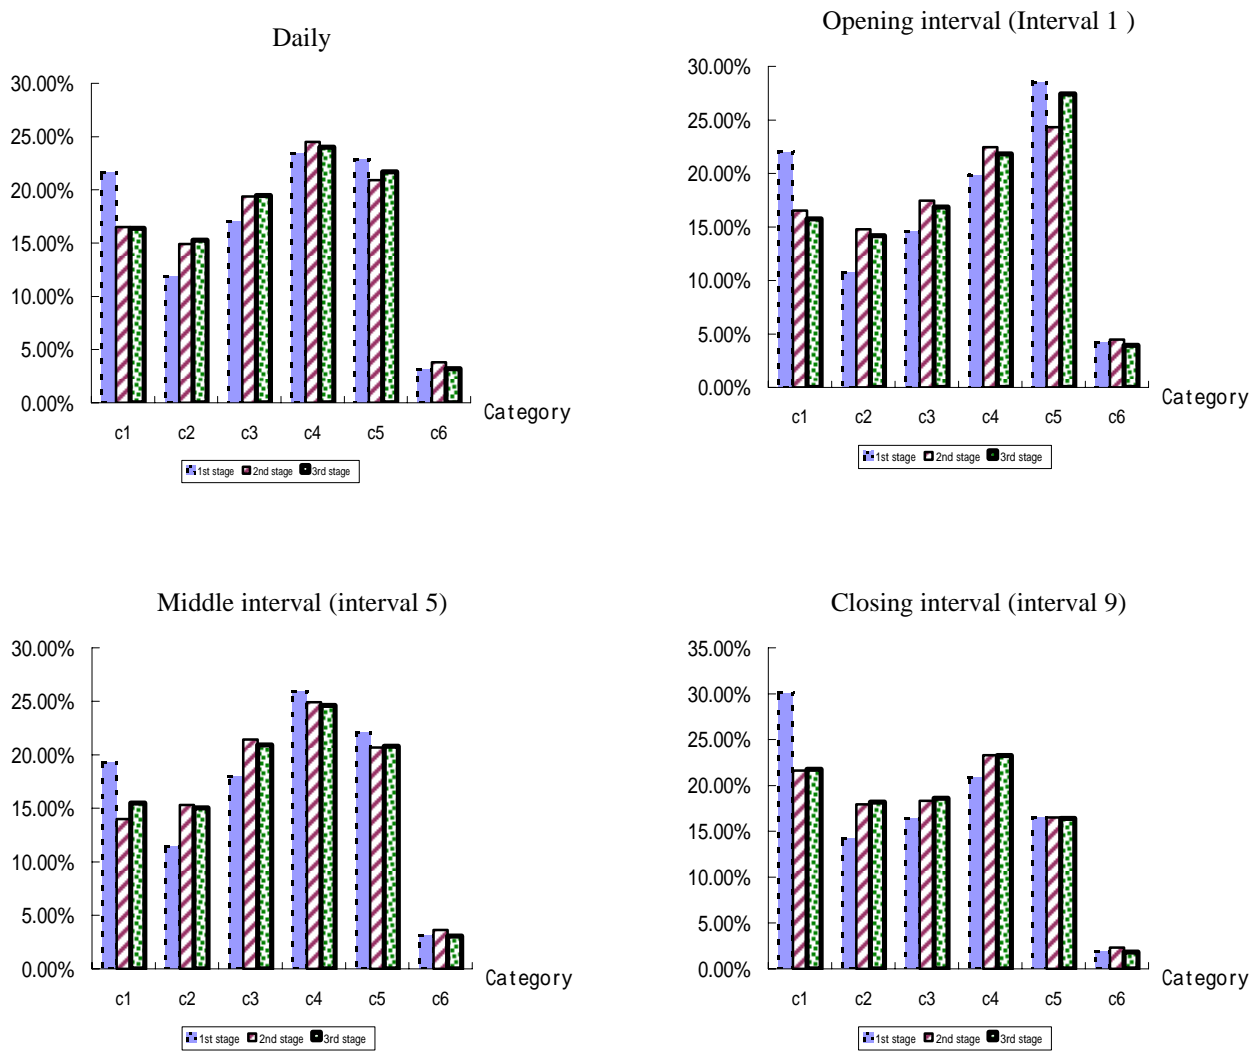 Daily
30.00%
25.00%
20.00%
15.00%
10.00%
5.00%
0.00%
c1 c2 c3 c4 c5 c6
Category
1st stage 2nd stage 3rd stage
Opening interval (Interval 1 )
30.00%
25.00%
20.00%
15.00%
10.00%
5.00%
0.00%
c1 c2 c3 c4 c5 c6
Category
1st stage 2nd stage 3rd stage
Middle interval (interval 5)
30.00%
25.00%
20.00%
15.00%
10.00%
5.00%
0.00%
c1 c2 c3 c4 c5 c6
Category
1st stage 2nd stage 3rd stage
Closing interval (interval 9)
35.00%
30.00%
25.00%
20.00%
15.00%
10.00%
5.00%
0.00%
c1 c2 c3 c4 c5 c6
Category
1st stage 2nd stage 3rd stage